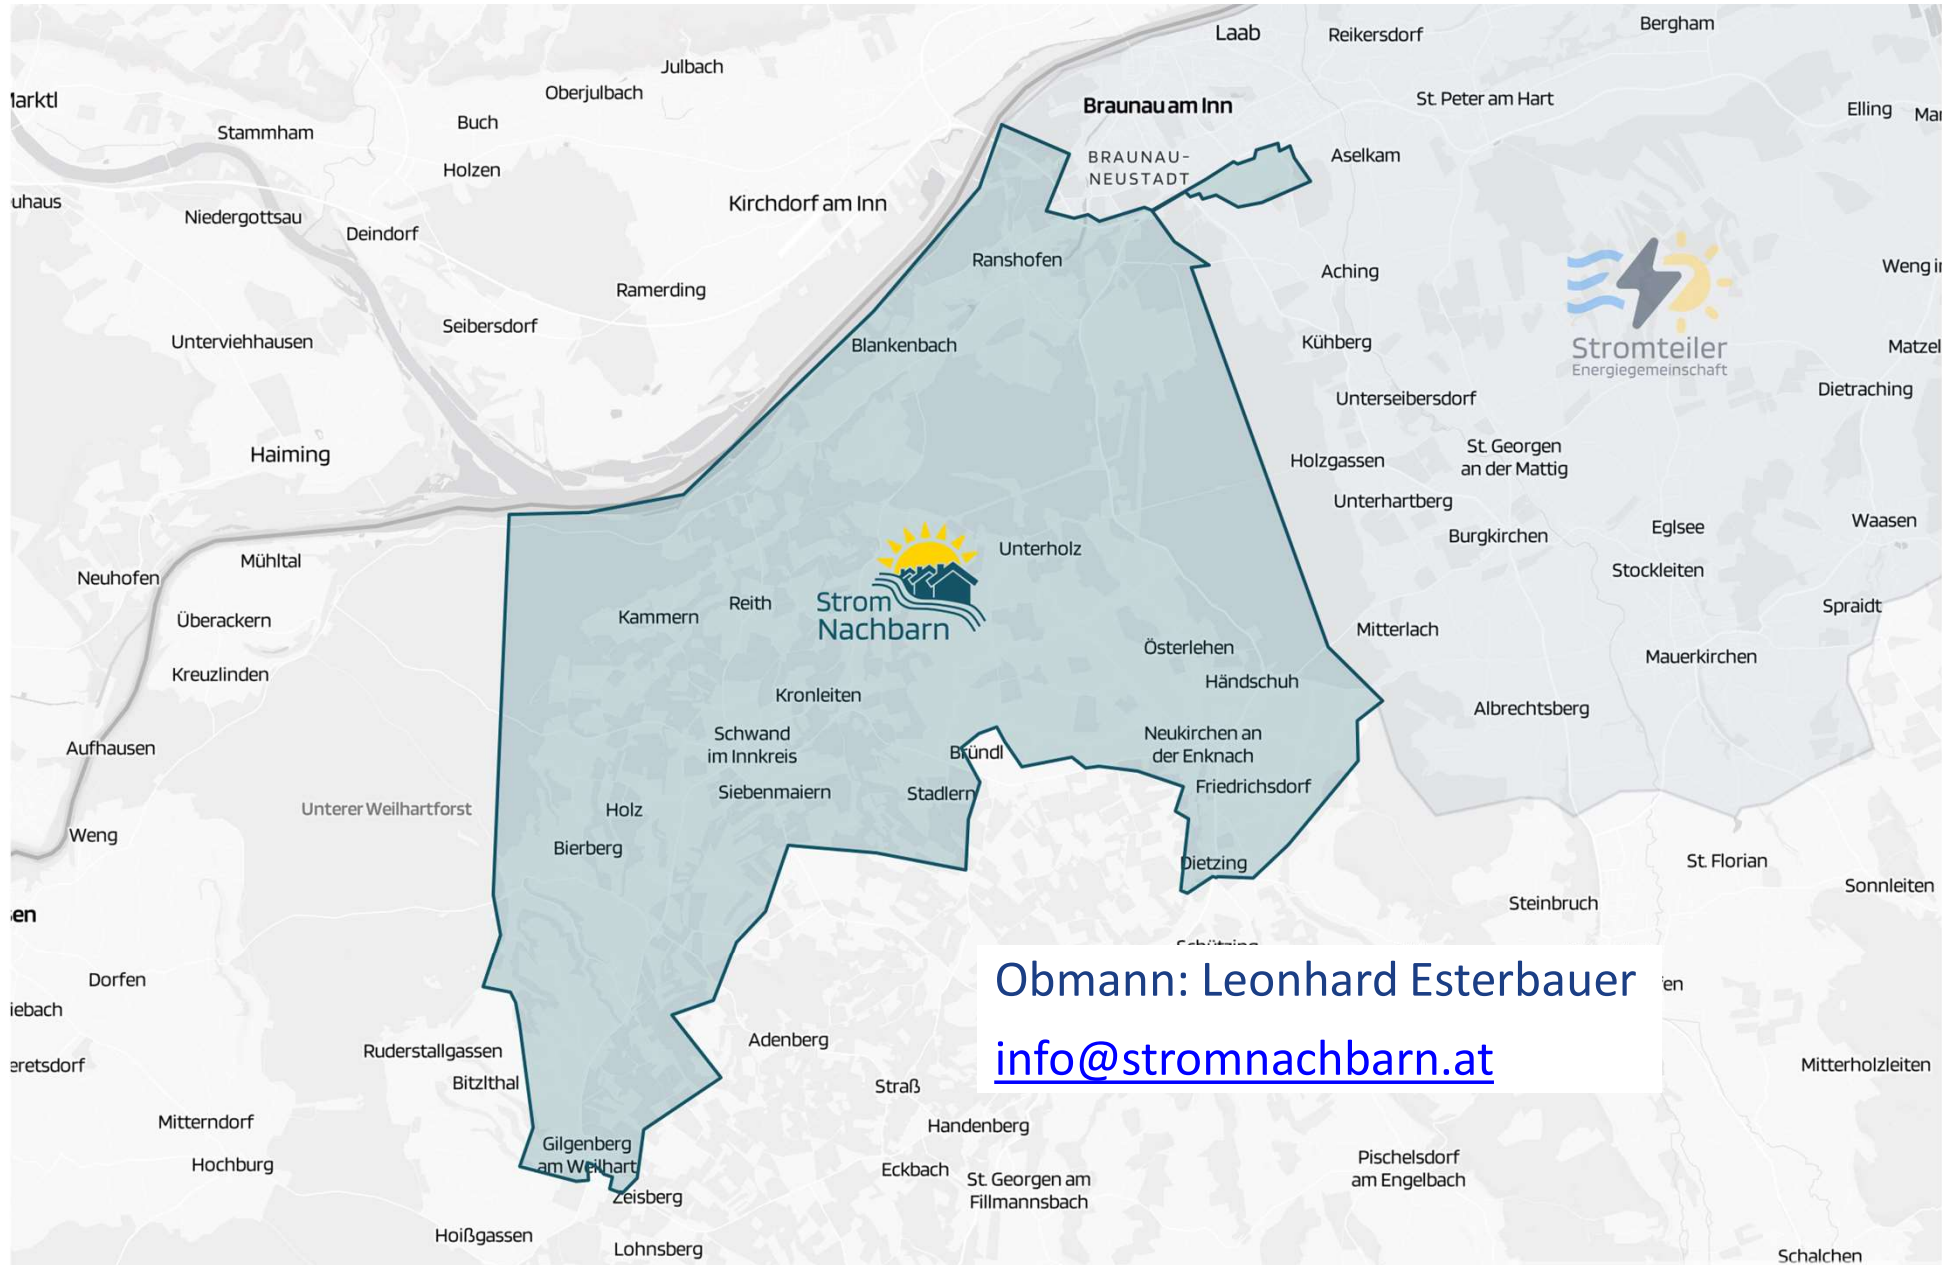 Laab
Reikersdorf
Bergham
Julbach
Oberjulbach
Marktl
Braunau am Inn
St. Peter am Hart
Elling
Stammham
Buch
BRAUNAU-
NEUSTADT
Aselkam
Holzen
Kirchdorf am Inn
Niedergottsau
Deindorf
Ranshofen
Aching
Ramerding
Seibersdorf
Unterviehhausen
Blankenbach
Kühberg
Stromteiler
Energiegemeinschaft
Dietraching
Unterseibersdorf
Haiming
Holzgassen
St. Georgen
an der Mattig
Unterhartberg
Burgkirchen
Eglsee
Waasen
Unterholz
Mühltal
Neuhofen
Stockleiten
Kammern
Reith
Strom
Nachbarn
Spraidt
Überackern
Österlehen
Mitterlach
Mauerkirchen
Kreuzlinden
Kronleiten
Händschuh
Albrechtsberg
Schwand
im Innkreis
Neukirchen an
der Enknach
Aufhausen
Bründl
Siebenmaiern
Stadlern
Friedrichsdorf
Unterer Weilhartforst
Holz
Weng
Bierberg
Dietzing
St. Florian
Sonnleiten
Steinbruch
en
Dorfen
Obmann: Leonhard Esterbauer
fen
iebach
info@stromnachbarn.at
Adenberg
Ruderstallgassen
Bitzlthal
eretsdorf
Straß
Mitterholzleiten
Mitterndorf
Handenberg
Gilgenberg
am Weilhart
Hochburg
Eckbach
St. Georgen am
Fillmannsbach
Pischelsdorf
am Engelbach
Zeisberg
Hoißgassen
Lohnsberg
Schalchen